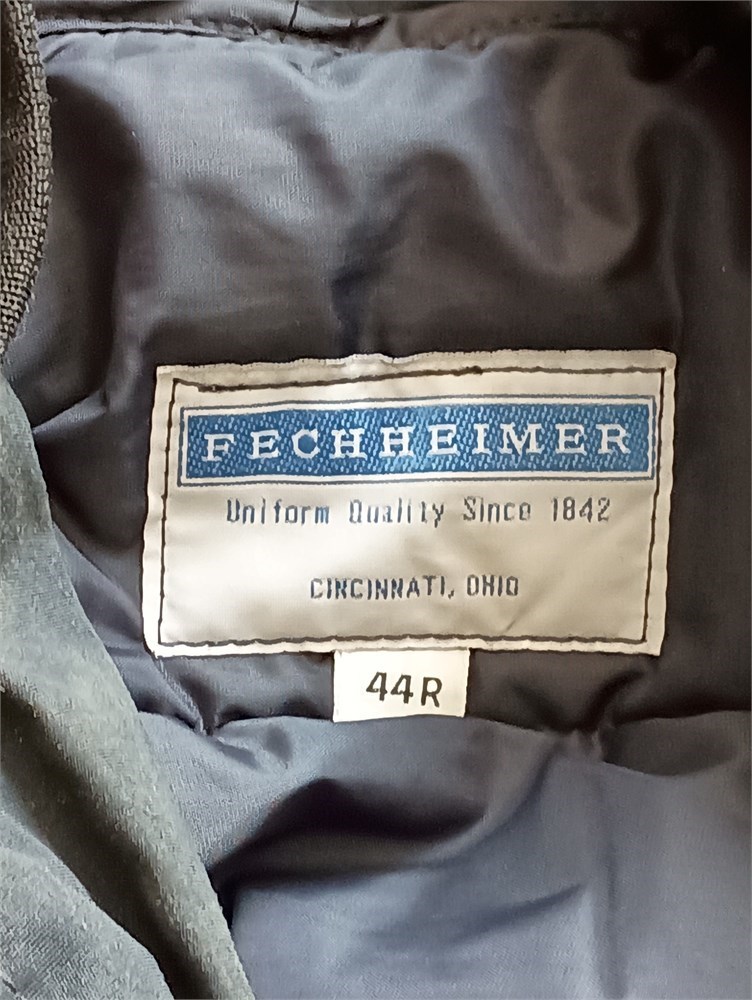 FECHHEIMER
Uniform Quality Since 1842
CINCINNATI, OHIO
44R